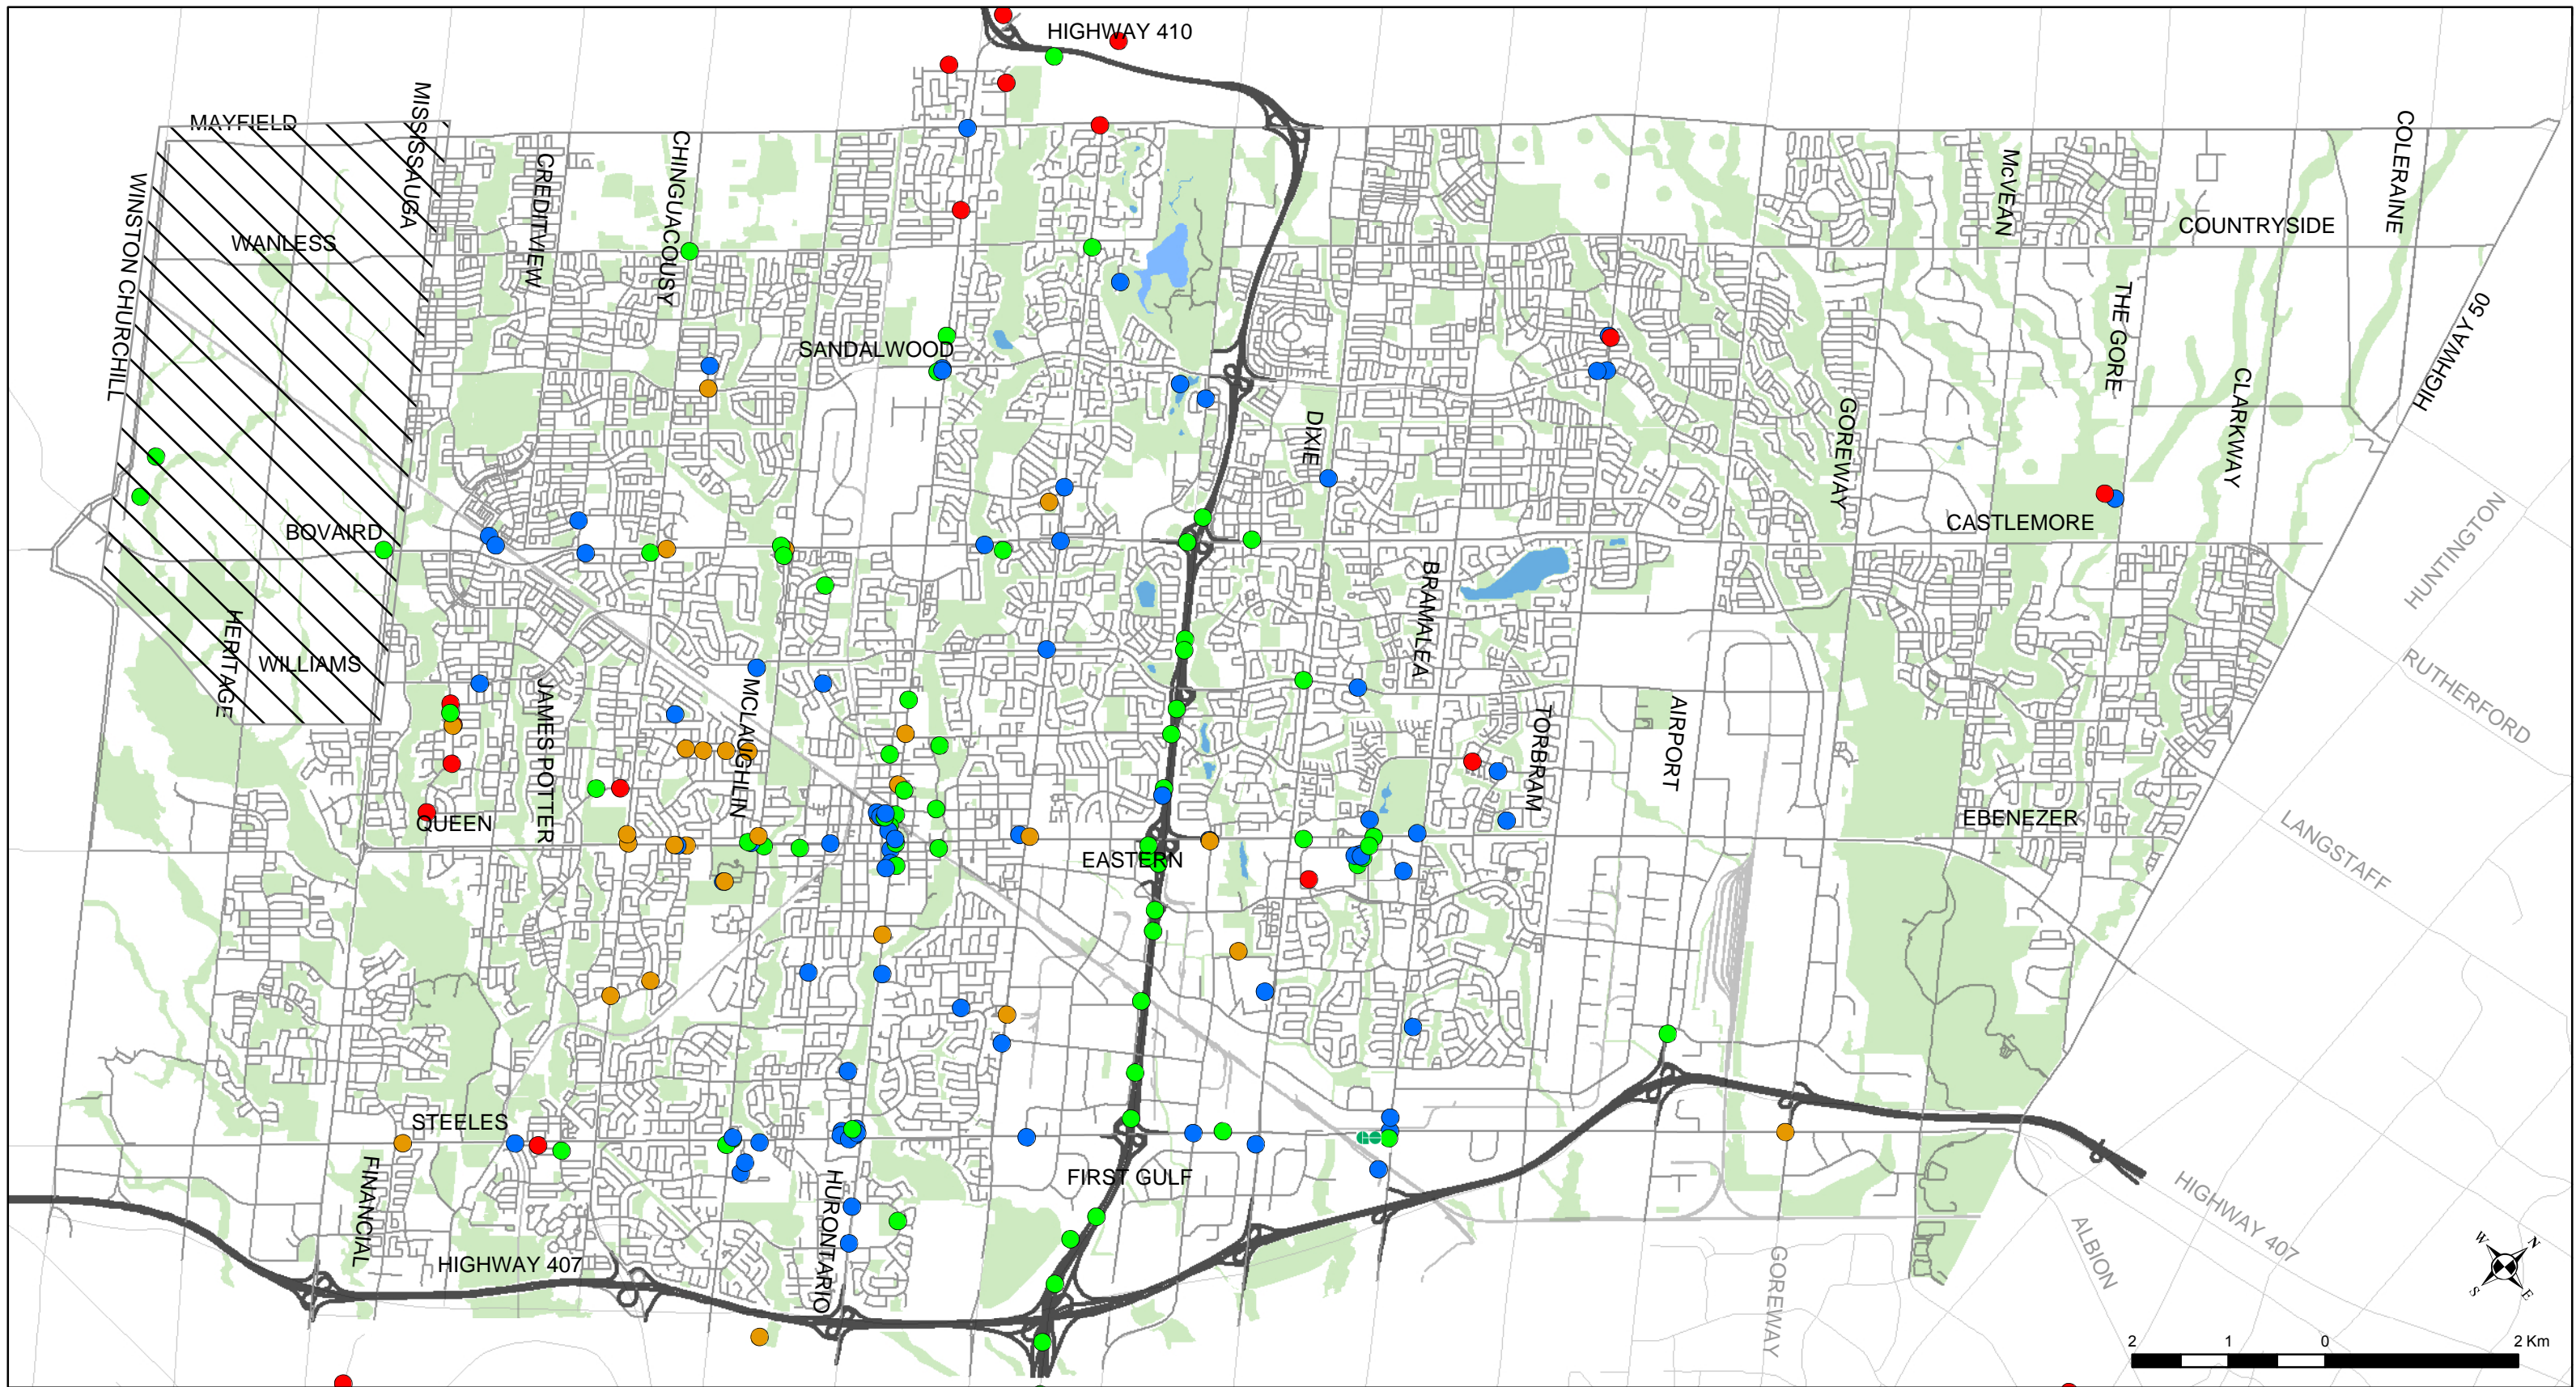 HIGHWAY 410
MAYFIELD
MISSISSAUGA
CREDITVIEW
CHINGUACOUSY
WINSTON CHURCHILL
WANLESS
McVEAN
COLERAINE
COUNTRYSIDE
SANDALWOOD
THE GORE
HIGHWAY 50
CLARKWAY
DIXIE
GOREWAY
BOVAIRD
CASTLEMORE
HUNTINGTON
BRAMALEA
HERITAGE
WILLIAMS
JAMES POTTER
MCLAUGHLIN
TORBRAM
AIRPORT
RUTHERFORD
QUEEN
EBENEZER
LANGSTAFF
EASTERN
STEELES
FINANCIAL
HURONTARIO
FIRST GULF
HIGHWAY 407
HIGHWAY 407
ALBION
GOREWAY
W N
S E
2 1 0 2 Km